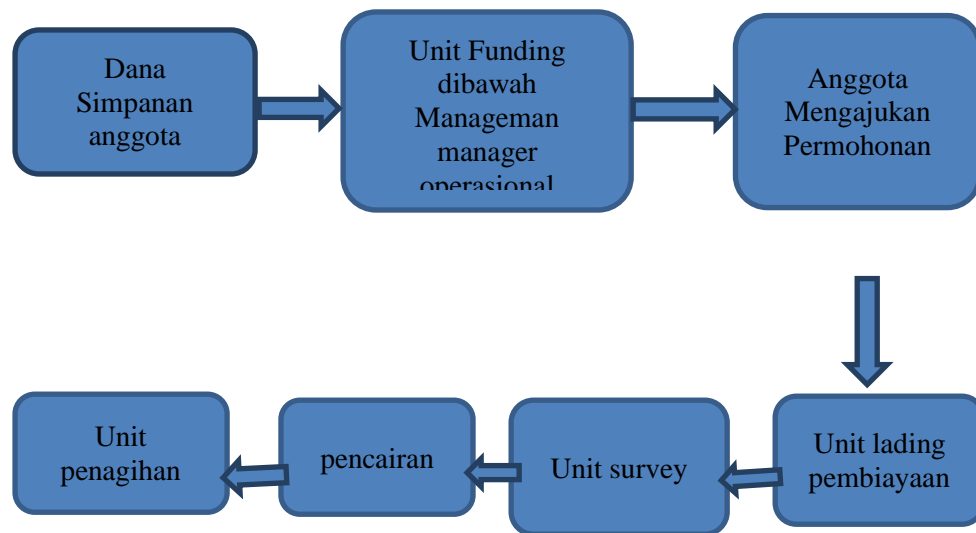 Dana
Simpanan
anggota
Unit Funding
dibawah
Manageman
manager
operasional
Anggota
Mengajukan
Permohonan
Unit lading
pembiayaan
Unit survey
pencairan
Unit
penagihan